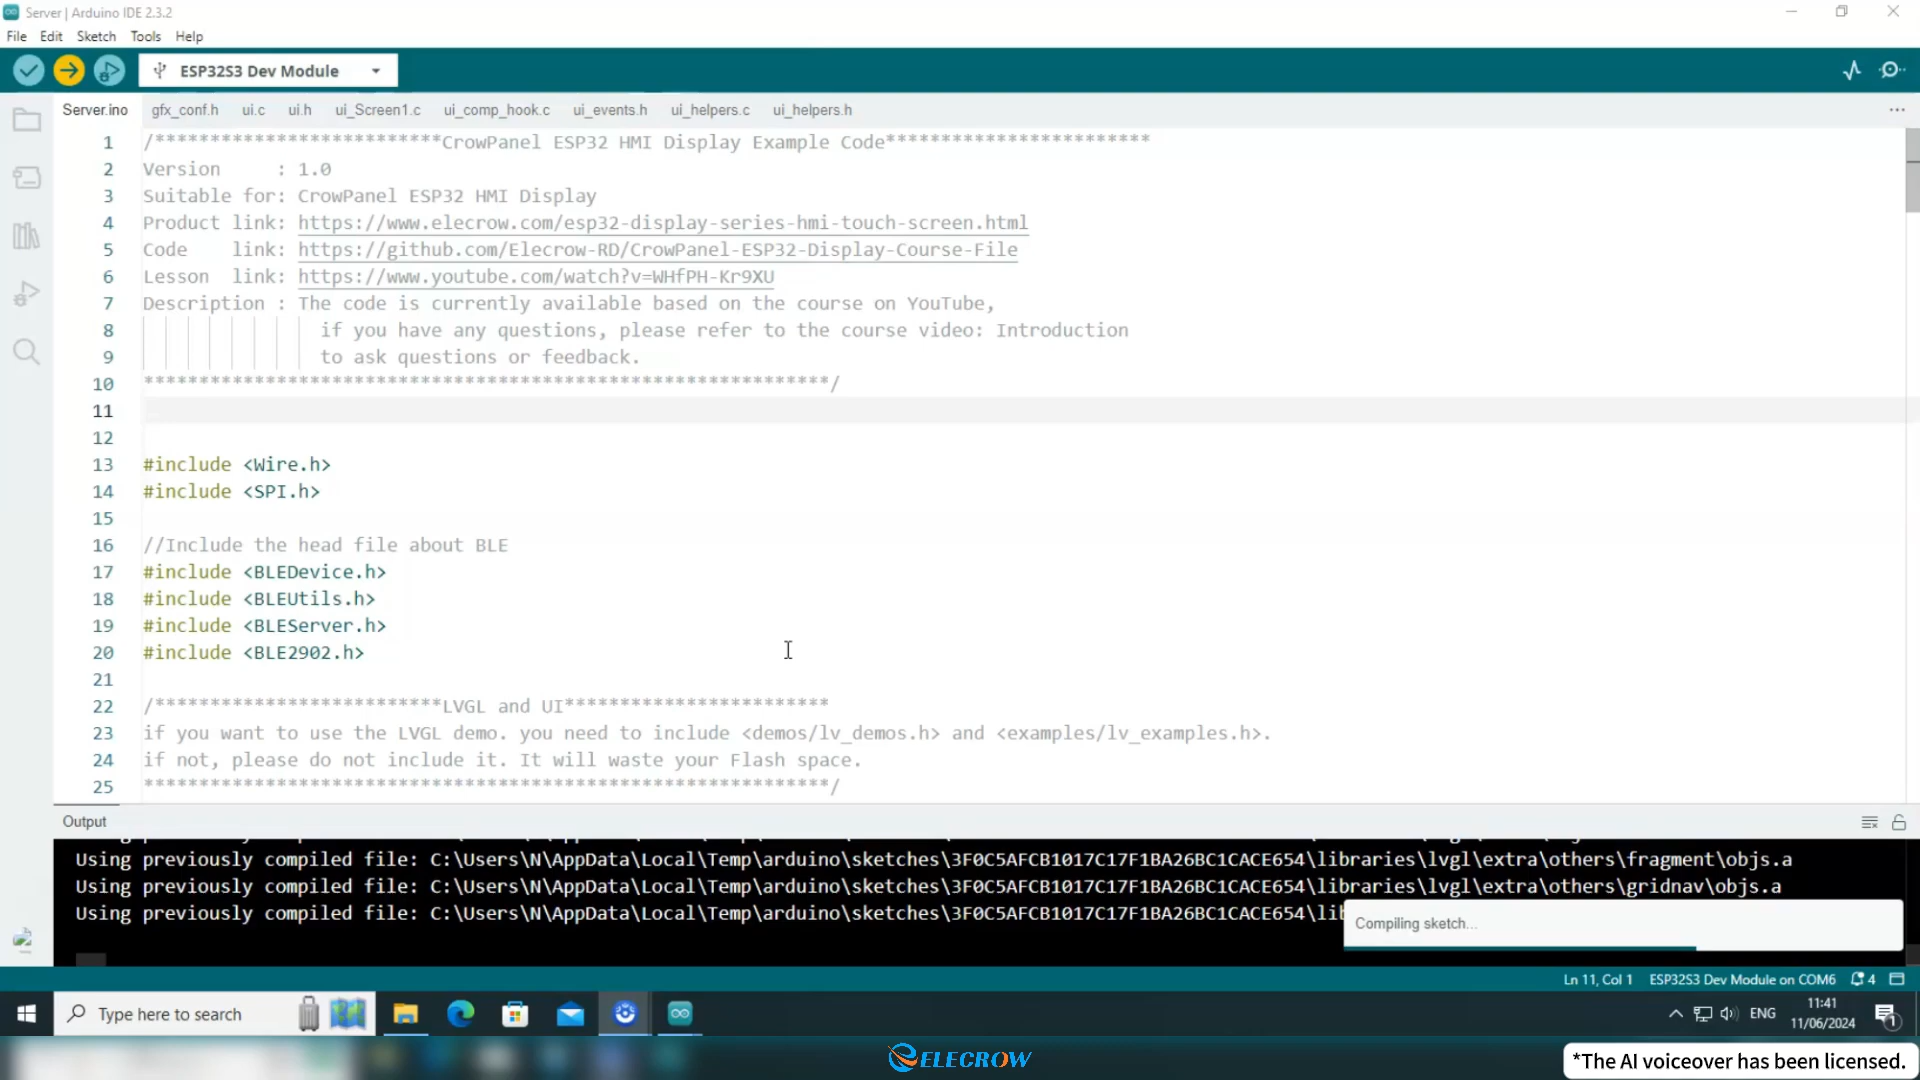 Server | Arduino IDE 2.3.2
File Edit Sketch Tools Help
ESP32S3 Dev Module
Server.ino gfx_conf.h ui.c ui.h ui_Screen1.c ui_comp_hook.c ui_events.h ui_helpers.c ui_helpers.h
1 /**************************CrowPanel ESP32 HMI Display Example Code************************
2 Version : 1.0
3 Suitable for: CrowPanel ESP32 HMI Display
4 Product link: https://www.elecrow.com/esp32-display-series-hmi-touch-screen.html
5 Code link: https://github.com/Elecrow-RD/CrowPanel-ESP32-Display-Course-File
6 Lesson link: https://www.youtube.com/watch?v=WHfPH-Kr9XU
7 Description : The code is currently available based on the course on YouTube,
8 if you have any questions, please refer to the course video: Introduction
9 to ask questions or feedback.
10 **************************************************************/
11
12
13 #include <Wire.h>
14 #include <SPI.h>
15
16 //Include the head file about BLE
17 #include <BLEDevice.h>
18 #include <BLEUtils.h>
19 #include <BLEServer.h>
20 #include <BLE2902.h>
21
22 /**************************LVGL and UI************************
23 if you want to use the LVGL demo. you need to include <demos/lv_demos.h> and <examples/lv_examples.h>.
24 if not, please do not include it. It will waste your Flash space.
25 **************************************************************/
Output
Using previously compiled file: C:\Users\N\AppData\Local\Temp\arduino\sketches\3F0C5AFCB1017C17F1BA26BC1CACE654\libraries\lvgl\extra\others\fragment\objs.a
Using previously compiled file: C:\Users\N\AppData\Local\Temp\arduino\sketches\3F0C5AFCB1017C17F1BA26BC1CACE654\libraries\lvgl\extra\others\gridnav\objs.a
Using previously compiled file: C:\Users\N\AppData\Local\Temp\arduino\sketches\3F0C5AFCB1017C17F1BA26BC1CACE654\lib
Compiling sketch...
Ln 11, Col 1 ESP32S3 Dev Module on COM6 4
Type here to search
ENG
11:41
11/06/2024
1
ELECROW
*The AI voiceover has been licensed.